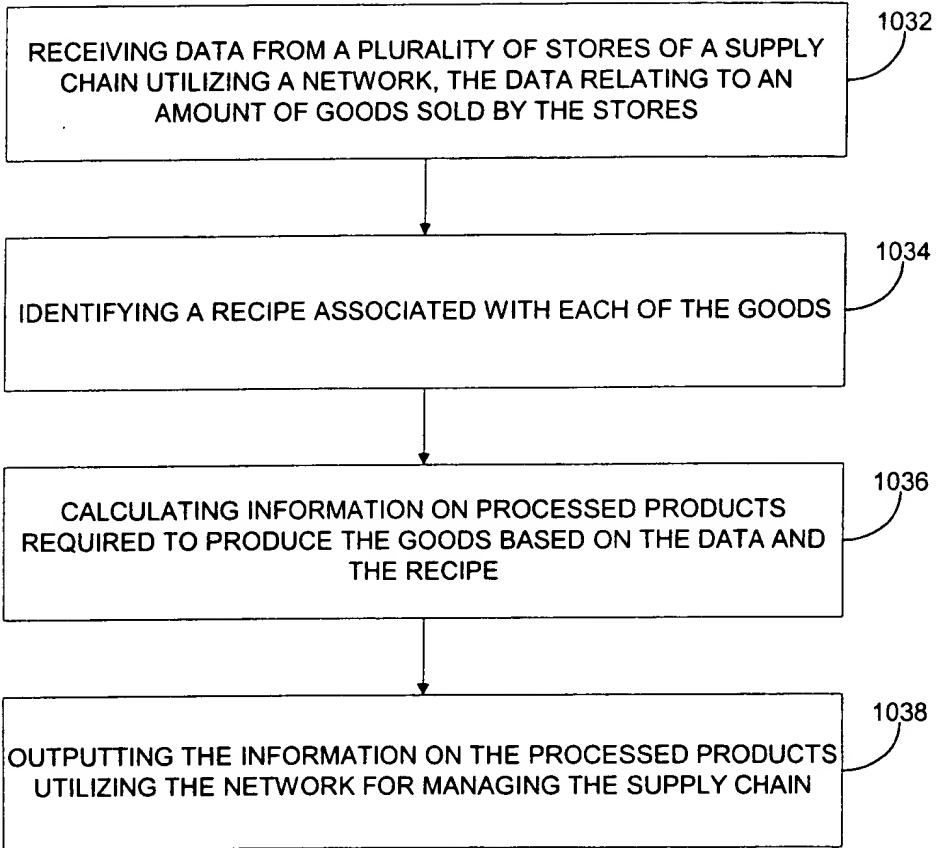 1032
RECEIVING DATA FROM A PLURALITY OF STORES OF A SUPPLY
CHAIN UTILIZING A NETWORK, THE DATA RELATING TO AN
AMOUNT OF GOODS SOLD BY THE STORES
1034
IDENTIFYING A RECIPE ASSOCIATED WITH EACH OF THE GOODS
1036
CALCULATING INFORMATION ON PROCESSED PRODUCTS
REQUIRED TO PRODUCE THE GOODS BASED ON THE DATA AND
THE RECIPE
1038
OUTPUTTING THE INFORMATION ON THE PROCESSED PRODUCTS
UTILIZING THE NETWORK FOR MANAGING THE SUPPLY CHAIN